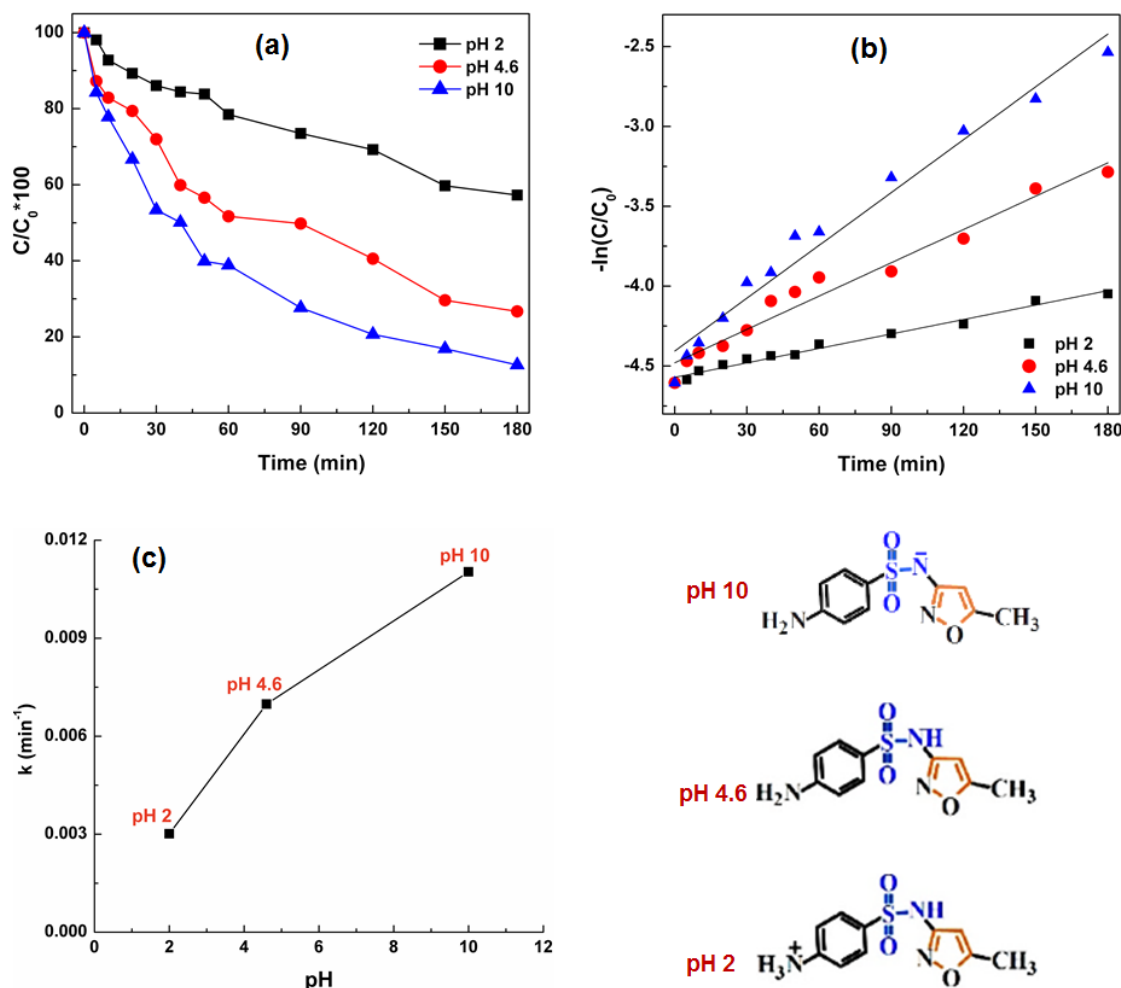 (a)
pH 2
pH 4.6
pH 10
C/C₀*100
100
80
60
40
20
0
0 30 60 90 120 150 180
Time (min)
(b)
-ln(C/C₀)
-2.5
-3.0
-3.5
-4.0
-4.5
pH 2
pH 4.6
pH 10
0 30 60 90 120 150 180
Time (min)
(c)
k (min⁻¹)
0.012
0.009
0.006
0.003
0.000
pH 10
pH 4.6
pH 2
0 2 4 6 8 10 12
pH
pH 10
O
S N̄
O
H₂N
N O CH₃
pH 4.6
O
S NH
O
H₂N
N O CH₃
pH 2
O
S NH
O
H₃N⁺
N O CH₃